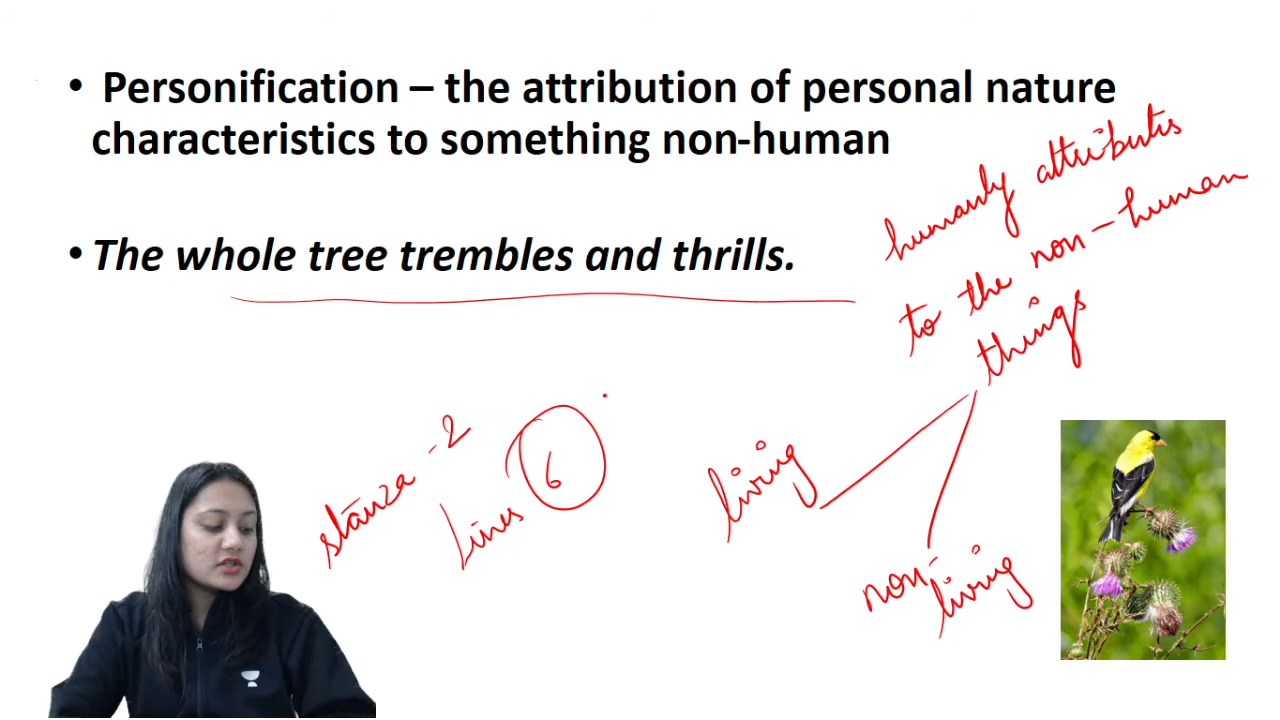 • Personification – the attribution of personal nature
characteristics to something non-human
• The whole tree trembles and thrills.
humanly attributes
to the non-human
things
living
non-
living
stanza -2
Lines 6